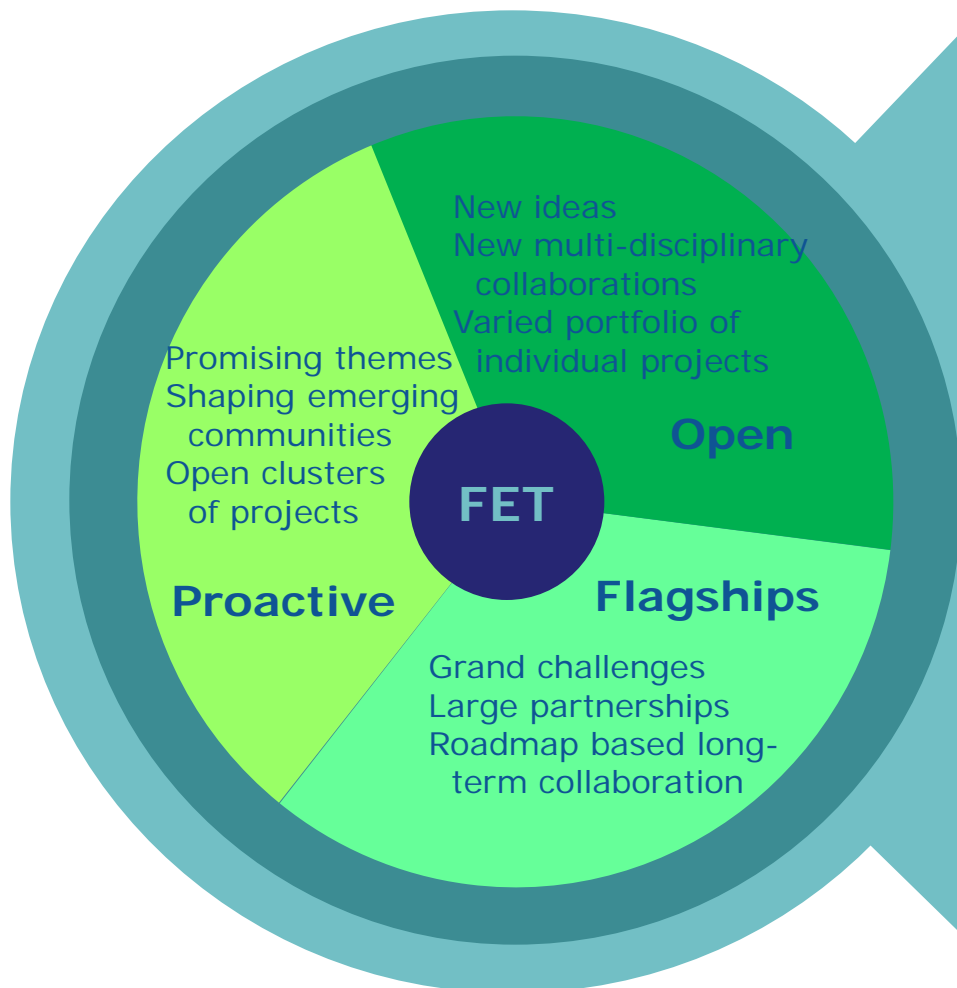 New ideas
New multi-disciplinary
collaborations
Varied portfolio of
individual projects
Open
Promising themes
Shaping emerging
communities
Open clusters
of projects
Proactive
FET
Flagships
Grand challenges
Large partnerships
Roadmap based long-
term collaboration